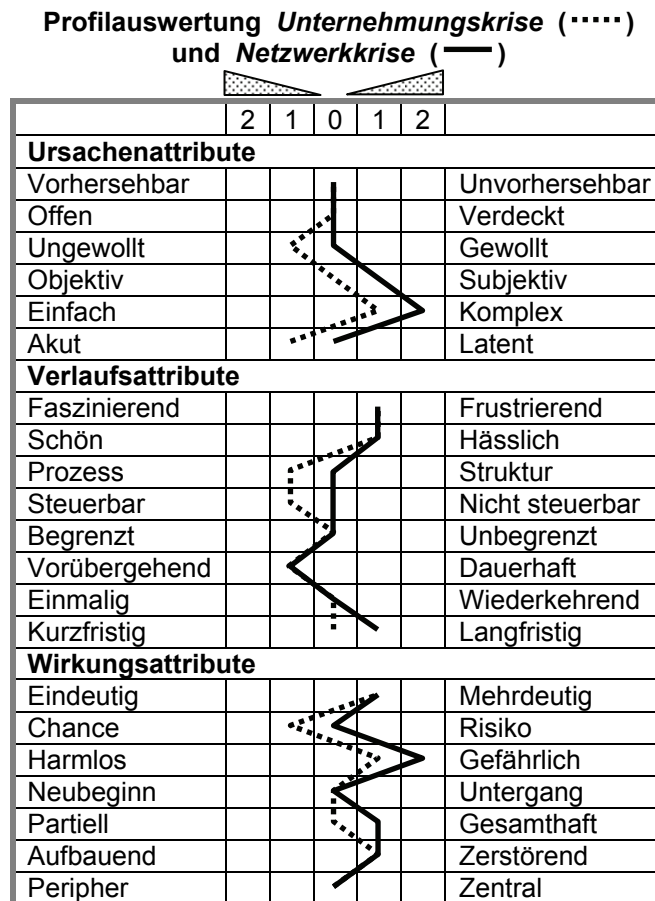 Profilauswertung Unternehmungskrise ( )
und Netzwerkkrise ( )
2 1 0 1 2
Ursachenattribute
Vorhersehbar Unvorhersehbar
Offen Verdeckt
Ungewollt Gewollt
Objektiv Subjektiv
Einfach Komplex
Akut Latent
Verlaufsattribute
Faszinierend Frustrierend
Schön Hässlich
Prozess Struktur
Steuerbar Nicht steuerbar
Begrenzt Unbegrenzt
Vorübergehend Dauerhaft
Einmalig Wiederkehrend
Kurzfristig Langfristig
Wirkungsattribute
Eindeutig Mehrdeutig
Chance Risiko
Harmlos Gefährlich
Neubeginn Untergang
Partiell Gesamthaft
Aufbauend Zerstörend
Peripher Zentral